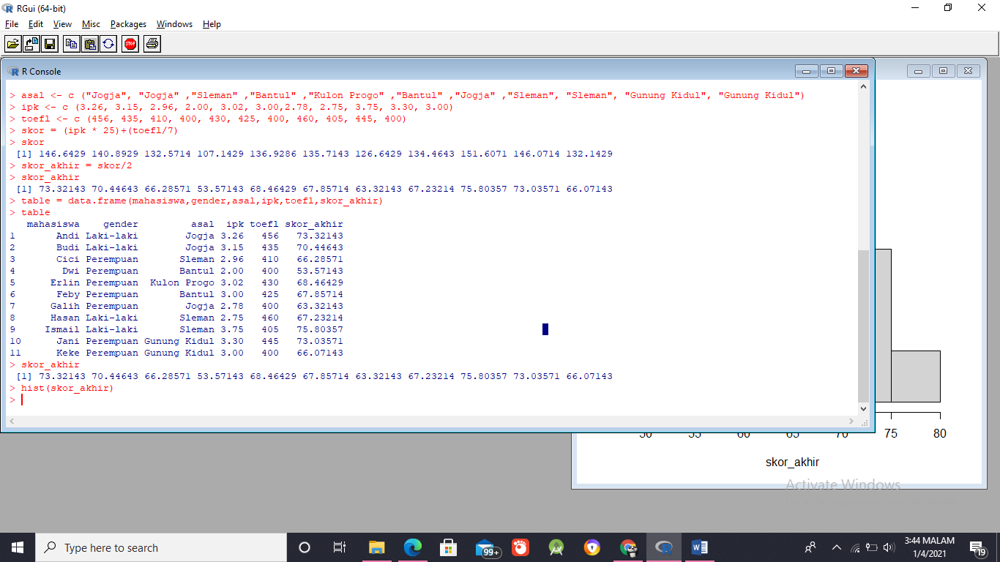 RGui (64-bit)
File Edit View Misc Packages Windows Help
STOP
R Console
> asal <- c ("Jogja", "Jogja" ,"Sleman" ,"Bantul" ,"Kulon Progo" ,"Bantul" ,"Jogja" ,"Sleman", "Sleman", "Gunung Kidul", "Gunung Kidul")
> ipk <- c (3.26, 3.15, 2.96, 2.00, 3.02, 3.00,2.78, 2.75, 3.75, 3.30, 3.00)
> toefl <- c (456, 435, 410, 400, 430, 425, 400, 460, 405, 445, 400)
> skor = (ipk * 25)+(toefl/7)
> skor
[1] 146.6429 140.8929 132.5714 107.1429 136.9286 135.7143 126.6429 134.4643 151.6071 146.0714 132.1429
> skor_akhir = skor/2
> skor_akhir
[1] 73.32143 70.44643 66.28571 53.57143 68.46429 67.85714 63.32143 67.23214 75.80357 73.03571 66.07143
> table = data.frame(mahasiswa,gender,asal,ipk,toefl,skor_akhir)
> table
mahasiswa gender asal ipk toefl skor_akhir
1 Andi Laki-laki Jogja 3.26 456 73.32143
2 Budi Laki-laki Jogja 3.15 435 70.44643
3 Cici Perempuan Sleman 2.96 410 66.28571
4 Dwi Perempuan Bantul 2.00 400 53.57143
5 Erlin Perempuan Kulon Progo 3.02 430 68.46429
6 Feby Perempuan Bantul 3.00 425 67.85714
7 Galih Perempuan Jogja 2.78 400 63.32143
8 Hasan Laki-laki Sleman 2.75 460 67.23214
9 Ismail Laki-laki Sleman 3.75 405 75.80357
10 Jani Perempuan Gunung Kidul 3.30 445 73.03571
11 Keke Perempuan Gunung Kidul 3.00 400 66.07143
> skor_akhir
[1] 73.32143 70.44643 66.28571 53.57143 68.46429 67.85714 63.32143 67.23214 75.80357 73.03571 66.07143
> hist(skor_akhir)
>
50 55 60 65 70 75 80
skor_akhir
Activate Windows
Type here to search
99+
3:44 MALAM
1/4/2021
19